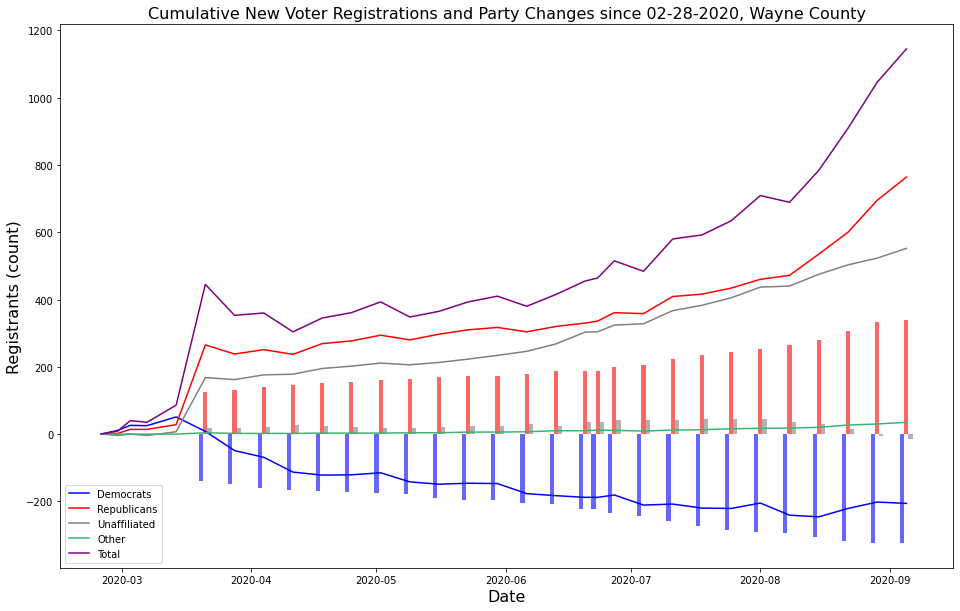 Cumulative New Voter Registrations and Party Changes since 02-28-2020, Wayne County
Registrants (count)
1200
1000
800
600
400
200
0
−200
Democrats
Republicans
Unaffiliated
Other
Total
2020-03
2020-04
2020-05
2020-06
2020-07
2020-08
2020-09
Date